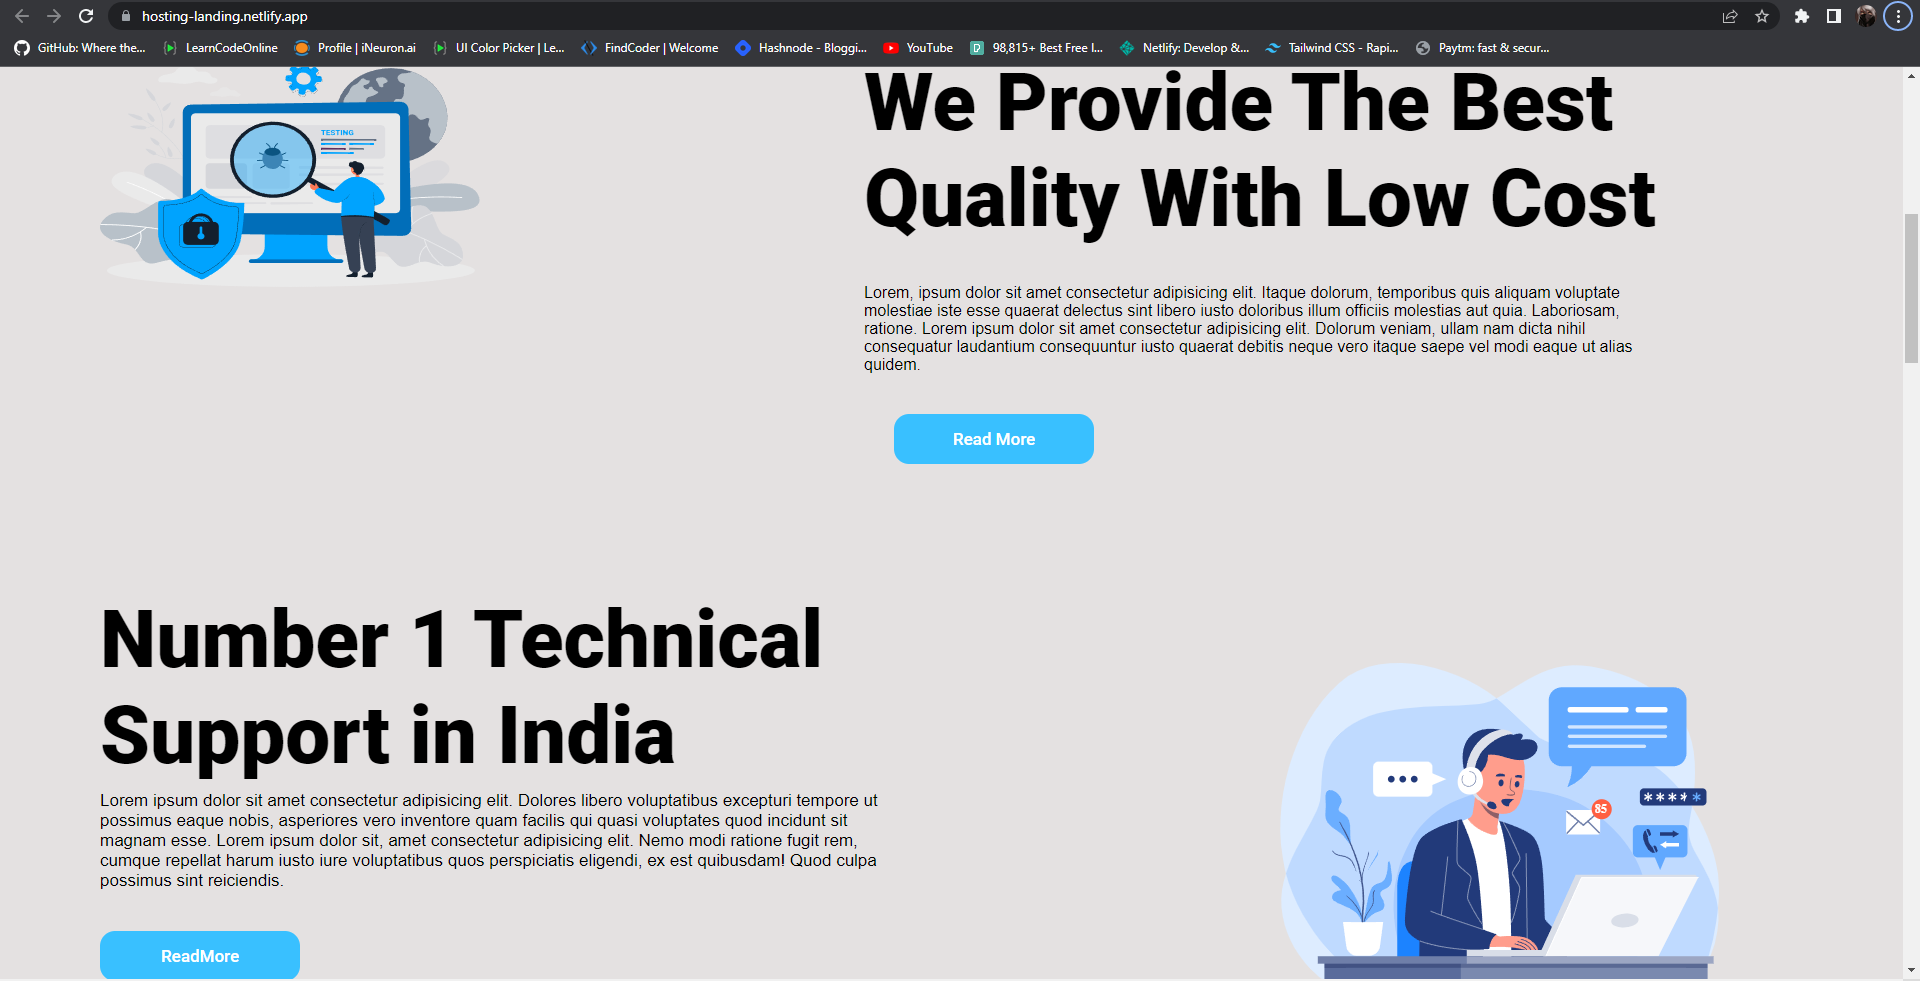 hosting-landing.netlify.app
GitHub: Where the...
LearnCodeOnline
Profile | iNeuron.ai
UI Color Picker | Le...
FindCoder | Welcome
Hashnode - Bloggi...
YouTube
98,815+ Best Free I...
Netlify: Develop &...
Tailwind CSS - Rapi...
Paytm: fast & secur...
TESTING
We Provide The Best
Quality With Low Cost
Lorem, ipsum dolor sit amet consectetur adipisicing elit. Itaque dolorum, temporibus quis aliquam voluptate
molestiae iste esse quaerat delectus sint libero iusto doloribus illum officiis molestias aut quia. Laboriosam,
ratione. Lorem ipsum dolor sit amet consectetur adipisicing elit. Dolorum veniam, ullam nam dicta nihil
consequatur laudantium consequuntur iusto quaerat debitis neque vero itaque saepe vel modi eaque ut alias
quidem.
Read More
Number 1 Technical
Support in India
Lorem ipsum dolor sit amet consectetur adipisicing elit. Dolores libero voluptatibus excepturi tempore ut
possimus eaque nobis, asperiores vero inventore quam facilis qui quasi voluptates quod incidunt sit
magnam esse. Lorem ipsum dolor sit, amet consectetur adipisicing elit. Nemo modi ratione fugit rem,
cumque repellat harum iusto iure voluptatibus quos perspiciatis eligendi, ex est quibusdam! Quod culpa
possimus sint reiciendis.
ReadMore
85
*****